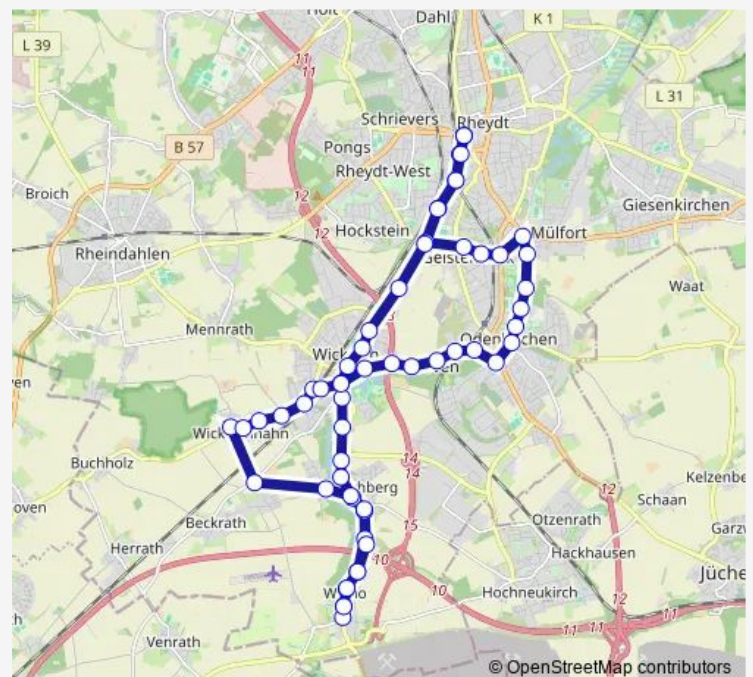 Holt
Dahl
K 1
L 39
11
11
L 31
Schrievers
Rheydt
B 57
Pongs
Rheydt-West
Broich
12
12
Giesenkirchen
Hockstein
Mülfort
Rheindahlen
Waat
Mennrath
Buchholz
14
14
12
Kelzenbe
Schaan
oven
Beckrath
15
Otzenrath
Garzw
Herrath
Hackhausen
10
Jüche
10
Hochneukirch
12
11
11
11
Venrath
© OpenStreetMap contributors